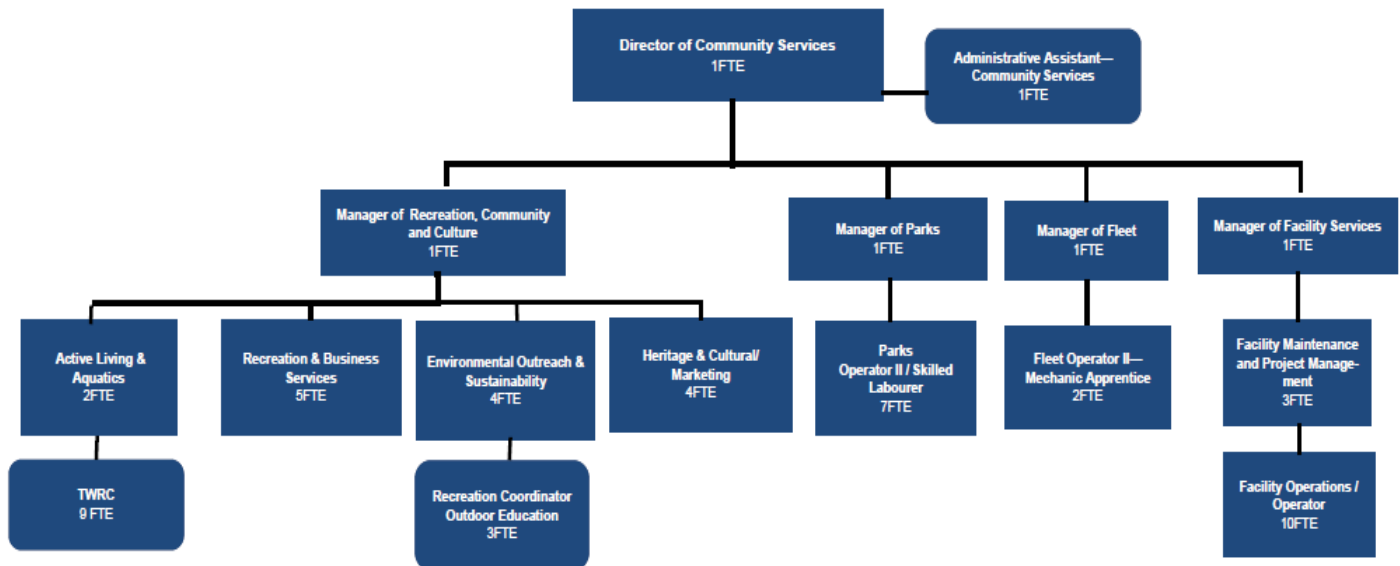 Director of Community Services
1FTE
Administrative Assistant—
Community Services
1FTE
Manager of Recreation, Community
and Culture
1FTE
Manager of Parks
1FTE
Manager of Fleet
1FTE
Manager of Facility Services
1FTE
Active Living &
Aquatics
2FTE
Recreation & Business
Services
5FTE
Environmental Outreach &
Sustainability
4FTE
Heritage & Cultural/
Marketing
4FTE
Parks
Operator II / Skilled
Labourer
7FTE
Fleet Operator II—
Mechanic Apprentice
2FTE
Facility Maintenance
and Project Manage-
ment
3FTE
TWRC
9 FTE
Recreation Coordinator
Outdoor Education
3FTE
Facility Operations /
Operator
10FTE